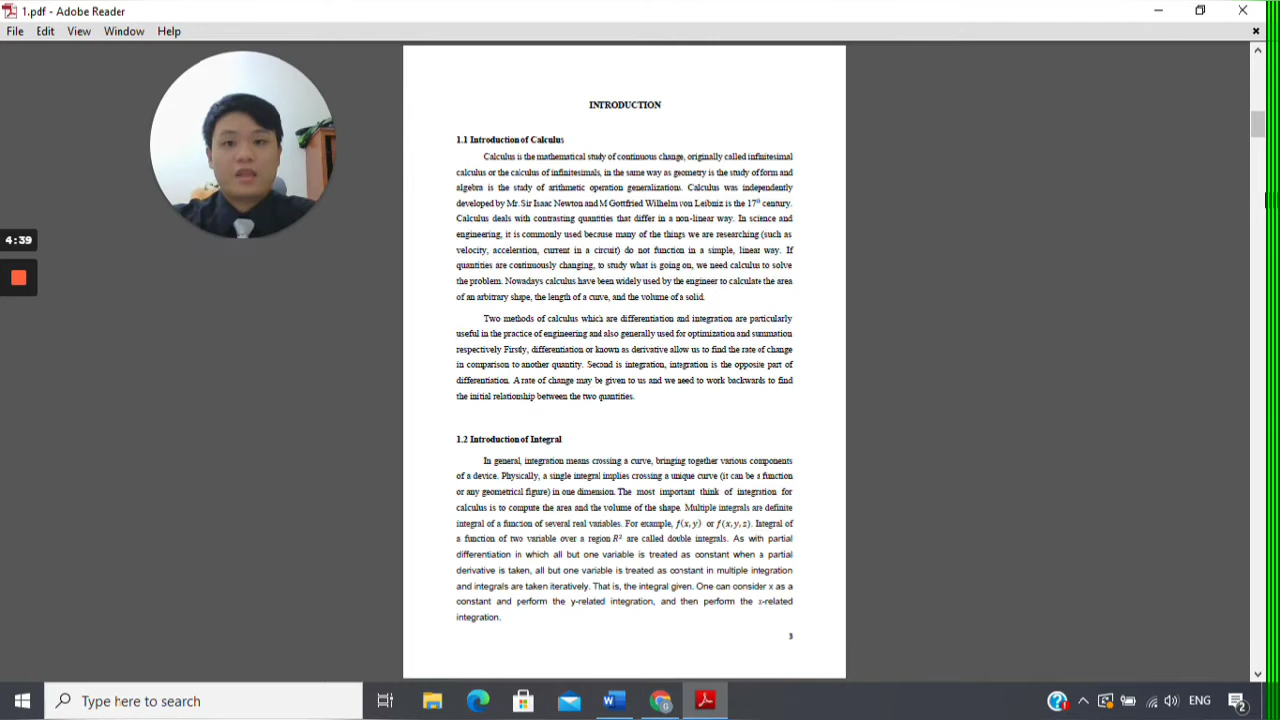 1.pdf - Adobe Reader
File Edit View Window Help
INTRODUCTION
1.1 Introduction of Calculus
Calculus is the mathematical study of continuous change, originally called infinitesimal
calculus or the calculus of infinitesimals, in the same way as geometry is the study of form and
algebra is the study of arithmetic operation generalizations. Calculus was independently
developed by Mr. Sir Isaac Newton and M Gottfried Wilhelm von Leibniz is the 17th century.
Calculus deals with contrasting quantities that differ in a non-linear way. In science and
engineering, it is commonly used because many of the things we are researching (such as
velocity, acceleration, current in a circuit) do not function in a simple, linear way. If
quantities are continuously changing, to study what is going on, we need calculus to solve
the problem. Nowadays calculus have been widely used by the engineer to calculate the area
of an arbitrary shape, the length of a curve, and the volume of a solid.
Two methods of calculus which are differentiation and integration are particularly
useful in the practice of engineering and also generally used for optimization and summation
respectively Firstly, differentiation or known as derivative allow us to find the rate of change
in comparison to another quantity. Second is integration, integration is the opposite part of
differentiation. A rate of change may be given to us and we need to work backwards to find
the initial relationship between the two quantities.
1.2 Introduction of Integral
In general, integration means crossing a curve, bringing together various components
of a device. Physically, a single integral implies crossing a unique curve (it can be a function
or any geometrical figure) in one dimension. The most important think of integration for
calculus is to compute the area and the volume of the shape. Multiple integrals are definite
integral of a function of several real variables. For example, f(x,y) or f(x,y,z). Integral of
a function of two variable over a region R² are called double integrals. As with partial
differentiation in which all but one variable is treated as constant when a partial
derivative is taken, all but one variable is treated as constant in multiple integration
and integrals are taken iteratively. That is, the integral given. One can consider x as a
constant and perform the y-related integration, and then perform the x-related
integration.
3
4:39
Type here to search
ENG
2